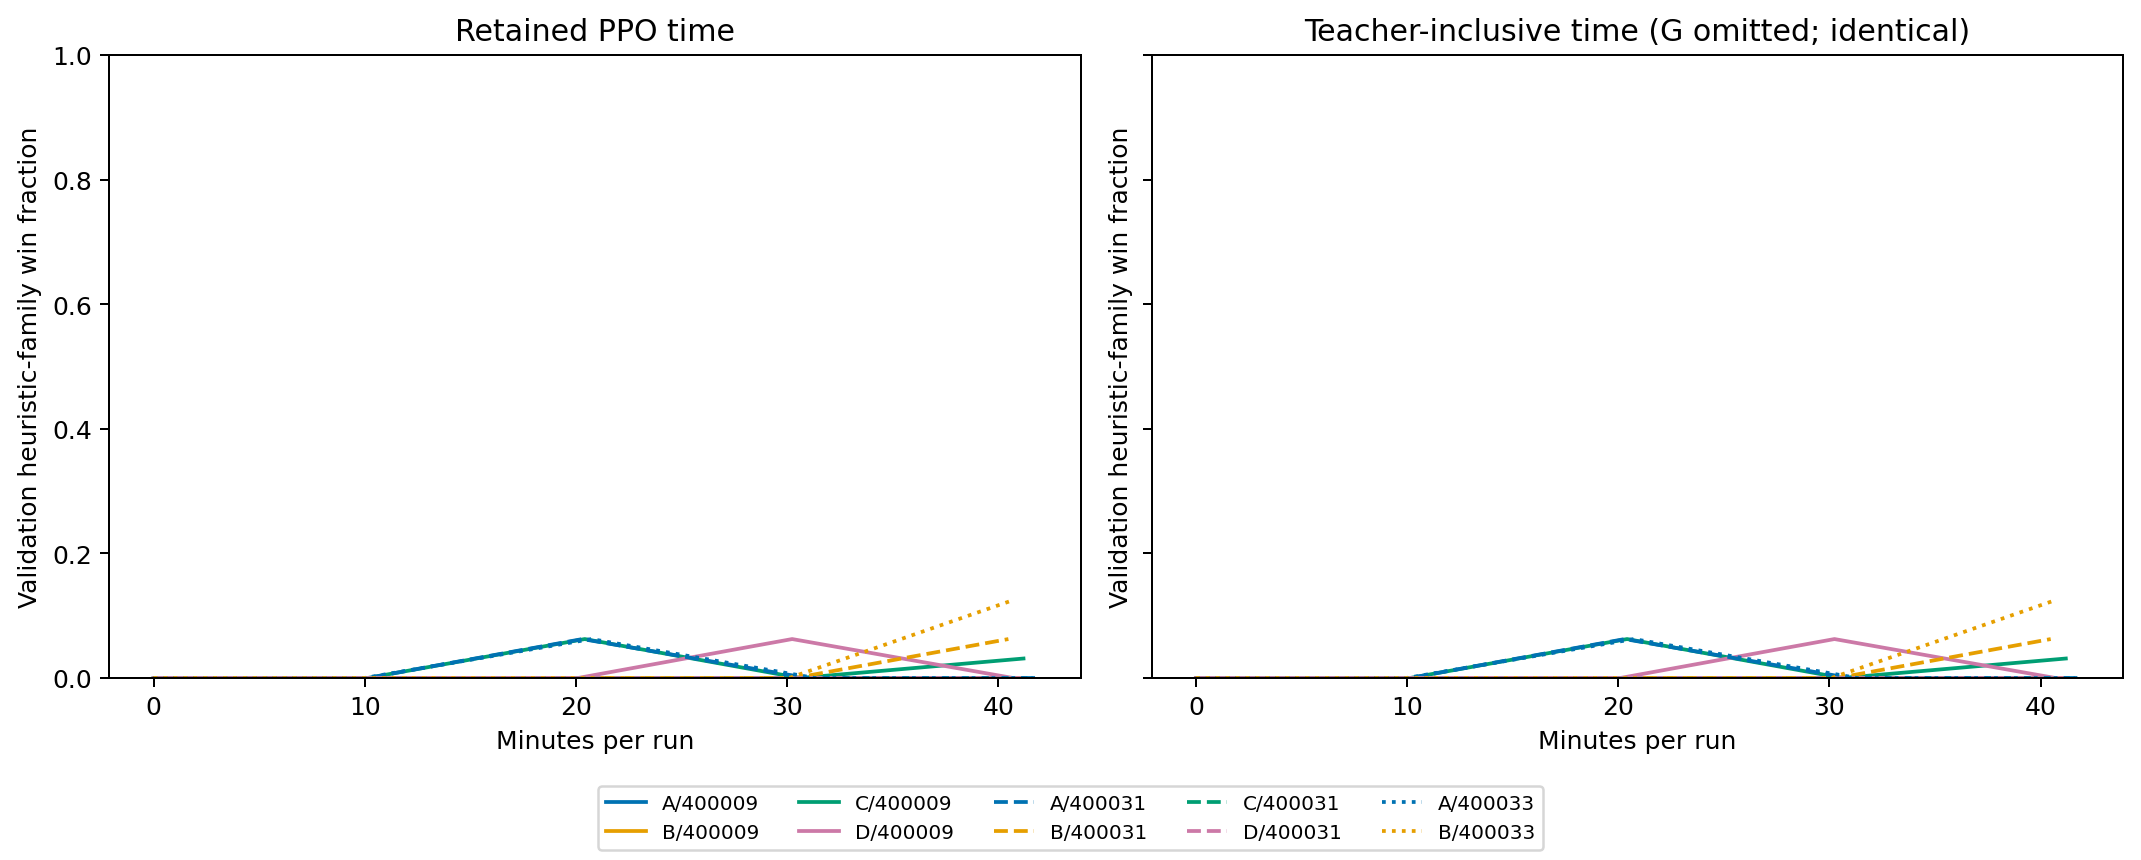 Retained PPO time
Teacher-inclusive time (G omitted; identical)
Validation heuristic-family win fraction
1.0
0.8
0.6
0.4
0.2
0.0
0 10 20 30 40
Minutes per run
Validation heuristic-family win fraction
0 10 20 30 40
Minutes per run
A/400009 C/400009 A/400031 C/400031 A/400033
B/400009 D/400009 B/400031 D/400031 B/400033